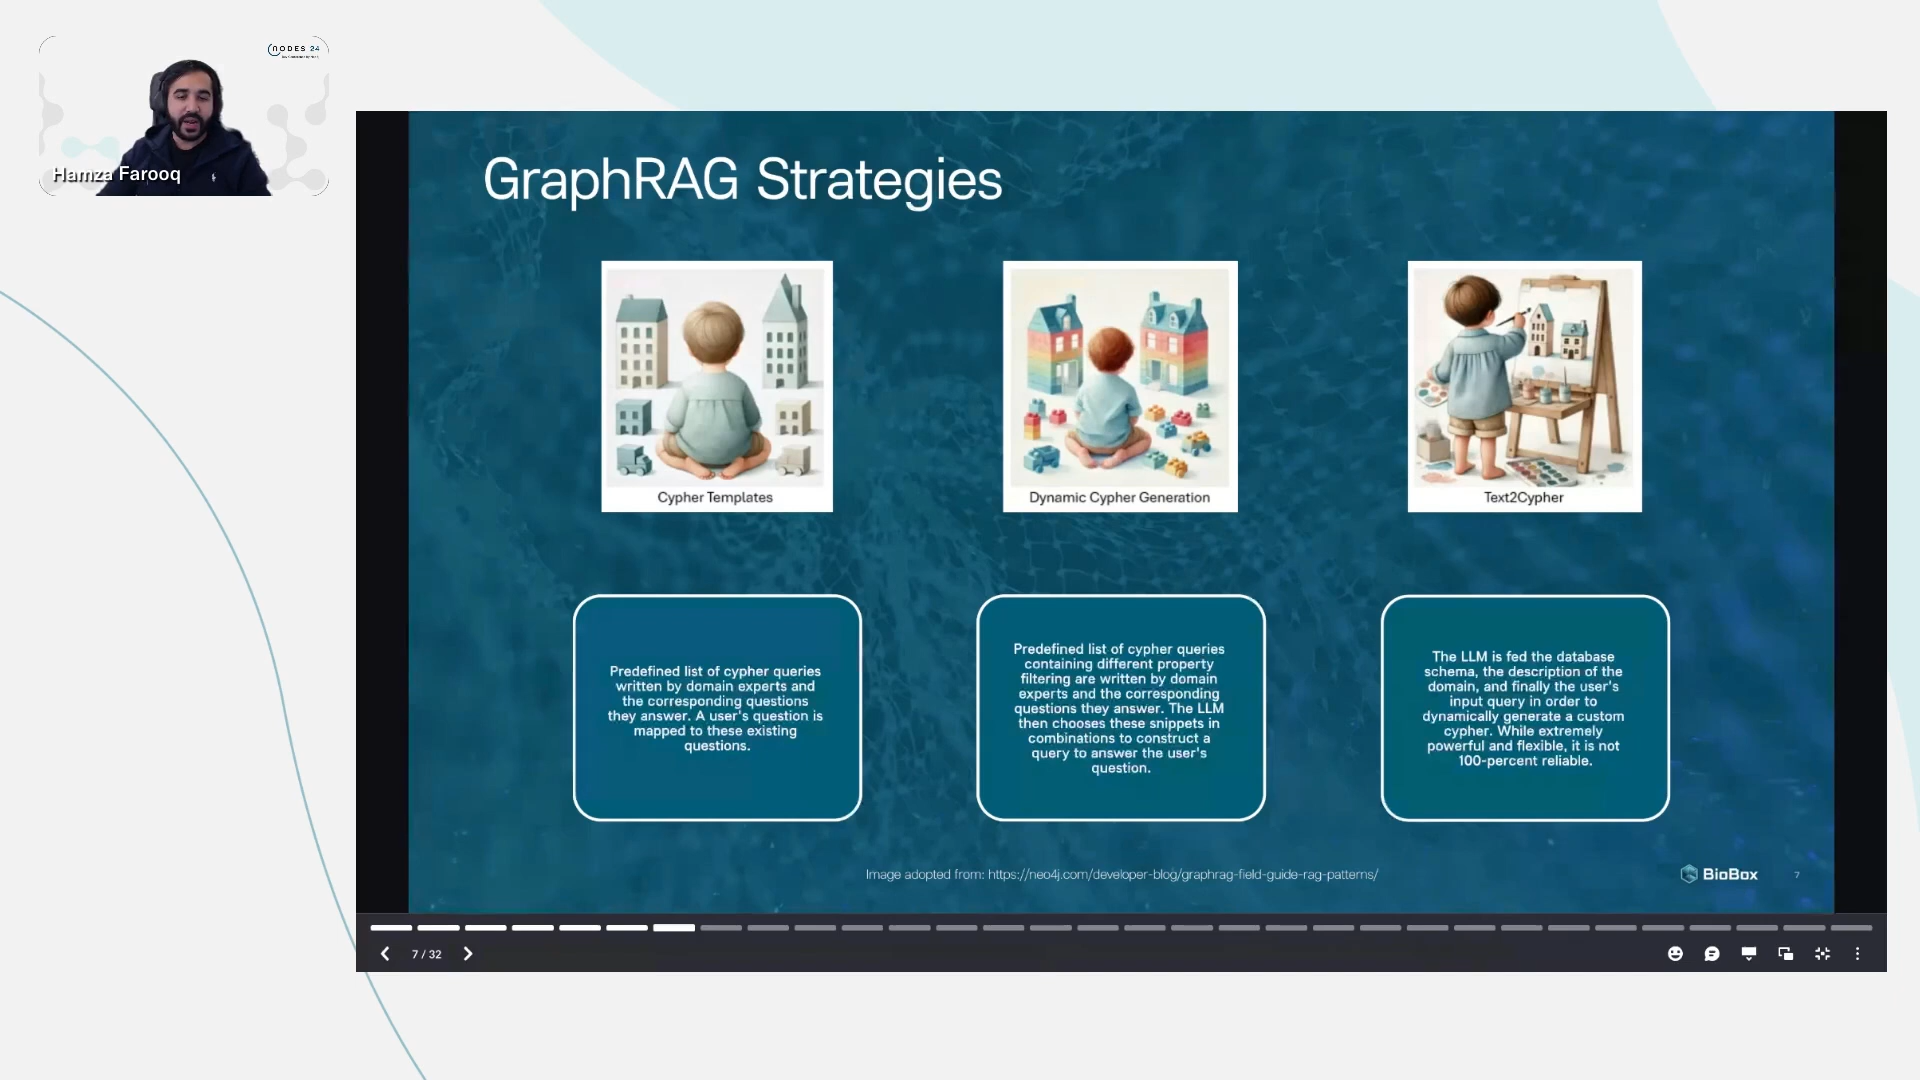 NODES 24
Hamza Farooq
GraphRAG Strategies
Cypher Templates
Dynamic Cypher Generation
Text2Cypher
Predefined list of cypher queries
written by domain experts and
the corresponding questions
they answer. A user's question is
mapped to these existing
questions.
Predefined list of cypher queries
containing different property
filtering are written by domain
experts and the corresponding
questions they answer. The LLM
then chooses these snippets in
combinations to construct a
query to answer the user's
question.
The LLM is fed the database
schema, the description of the
domain, and finally the user's
input query in order to
dynamically generate a custom
cypher. While extremely
powerful and flexible, it is not
100-percent reliable.
Image adopted from: https://neo4j.com/developer-blog/graphrag-field-guide-rag-patterns/
BioBox
7
7 / 32